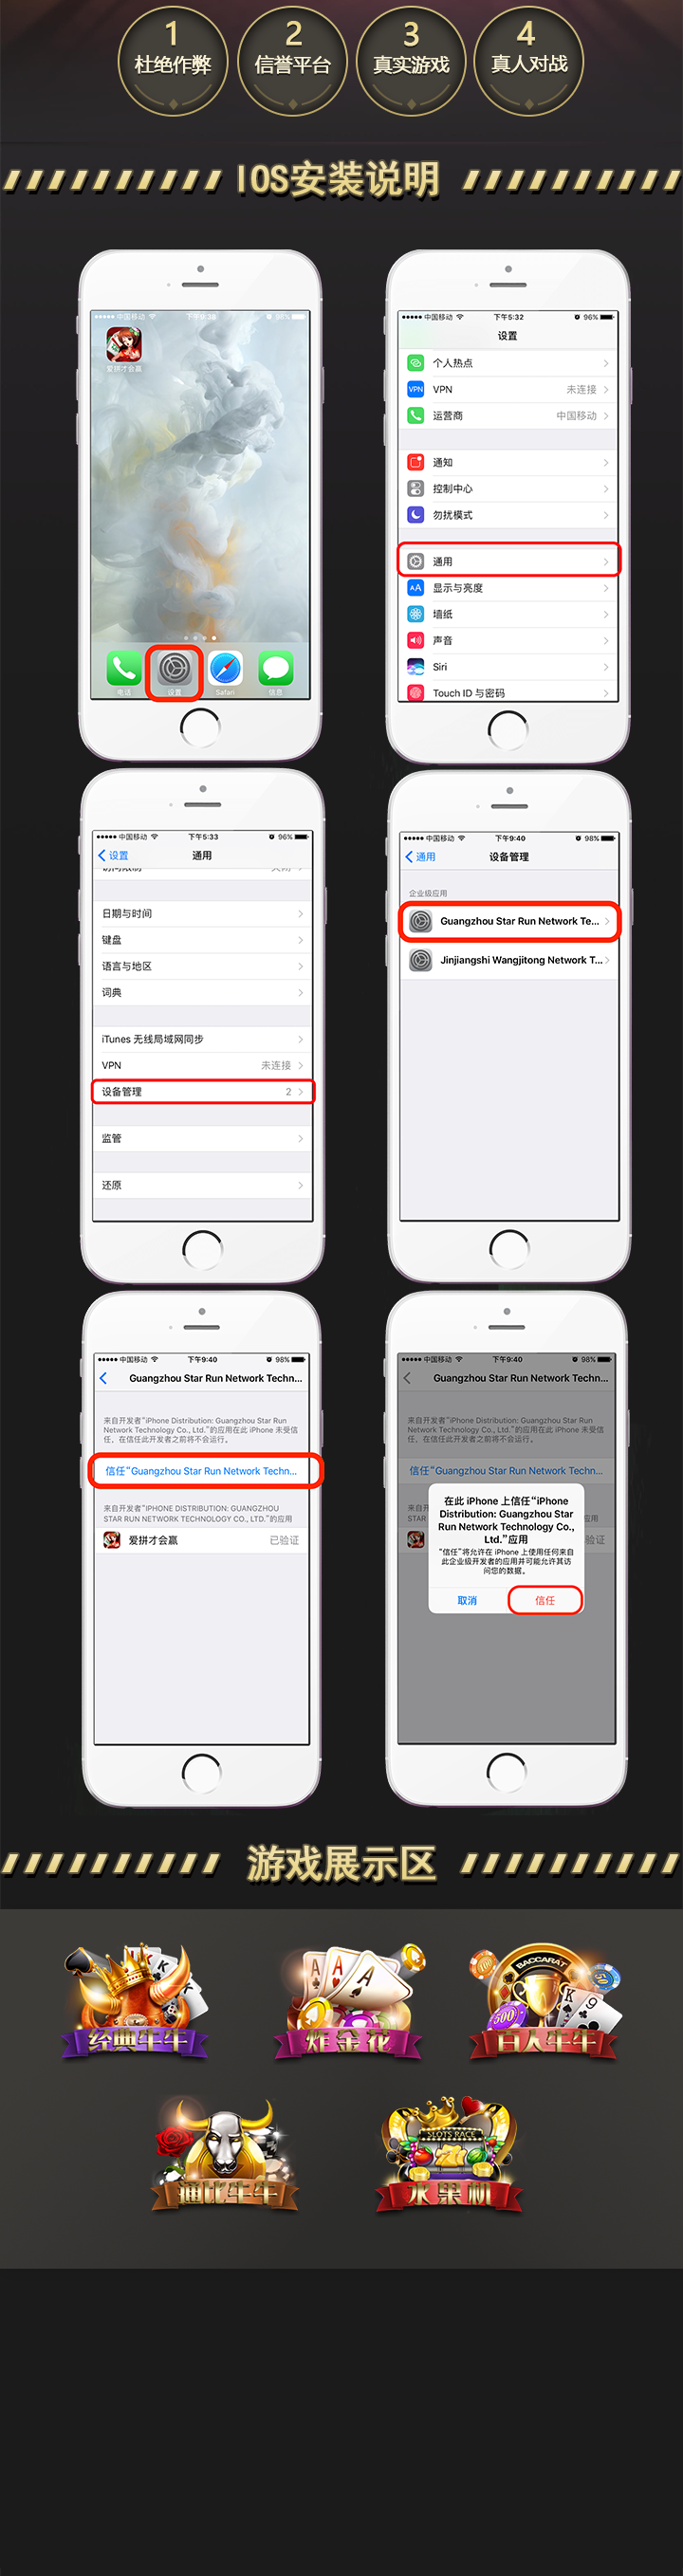 1
杜绝作弊
2
信誉平台
3
真实游戏
4
真人对战
IOS安装说明
中国移动
下午9:38
98%
爱拼才会赢
电话
设置
Safari
信息
中国移动
下午5:32
96%
设置
个人热点
VPN
VPN
未连接
运营商
中国移动
通知
控制中心
勿扰模式
通用
AA
显示与亮度
墙纸
声音
Siri
Touch ID 与密码
中国移动
下午5:33
96%
设置
通用
日期与时间
键盘
语言与地区
词典
iTunes 无线局域网同步
VPN
未连接
设备管理
2
监管
还原
中国移动
下午9:40
98%
通用
设备管理
企业级应用
Guangzhou Star Run Network Te...
Jinjiangshi Wangjitong Network T...
中国移动
下午9:40
98%
Guangzhou Star Run Network Techn...
来自开发者“iPhone Distribution: Guangzhou Star Run
Network Technology Co., Ltd.”的应用在此 iPhone 未受信
任，在信任此开发者之前将不会运行。
信任“Guangzhou Star Run Network Techn...
来自开发者“IPHONE DISTRIBUTION: GUANGZHOU
STAR RUN NETWORK TECHNOLOGY CO., LTD.”的应用
爱拼才会赢
已验证
中国移动
下午9:40
98%
Guangzhou Star Run Network Techn...
来自开发者“iPhone Distribution: Guangzhou Star Run
Network Technology Co., Ltd.”的应用在此 iPhone 未受信
任，在信任此开发者之前将不会运行。
信任“Guangzhou Star Run Network Techn...
在此 iPhone 上信任“iPhone
Distribution: Guangzhou Star
Run Network Technology Co.,
Ltd.”应用
“信任”将允许在 iPhone 上使用任何来自
此企业级开发者的应用并可能允许其访
问您的数据。
取消
信任
游戏展示区
K
K
经典牛牛
A
A
A
炸金花
BACCARAT
K
9
500
百人牛牛
通比牛牛
SLOTS RACE
水果机